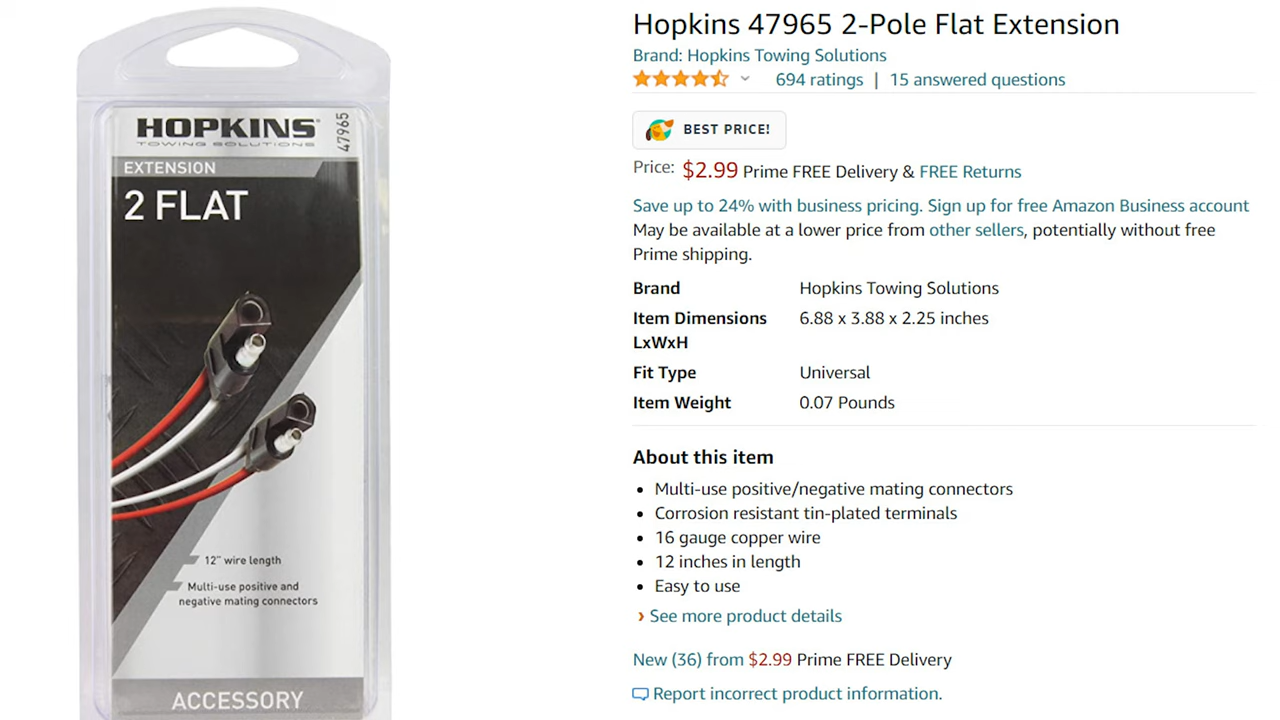 HOPKINS®
TOWING SOLUTIONS
47965
EXTENSION
2 FLAT
12" wire length
Multi-use positive and
negative mating connectors
ACCESSORY
Hopkins 47965 2-Pole Flat Extension
Brand: Hopkins Towing Solutions
694 ratings | 15 answered questions
BEST PRICE!
Price: $2.99 Prime FREE Delivery & FREE Returns
Save up to 24% with business pricing. Sign up for free Amazon Business account
May be available at a lower price from other sellers, potentially without free
Prime shipping.
Brand Hopkins Towing Solutions
Item Dimensions 6.88 x 3.88 x 2.25 inches
LxWxH
Fit Type Universal
Item Weight 0.07 Pounds
About this item
• Multi-use positive/negative mating connectors
• Corrosion resistant tin-plated terminals
• 16 gauge copper wire
• 12 inches in length
• Easy to use
› See more product details
New (36) from $2.99 Prime FREE Delivery
Report incorrect product information.